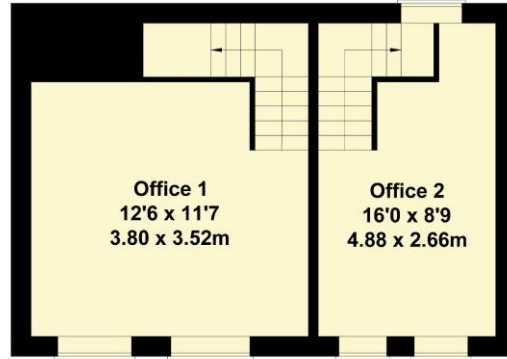 Office 1
12'6 x 11'7
3.80 x 3.52m
Office 2
16'0 x 8'9
4.88 x 2.66m